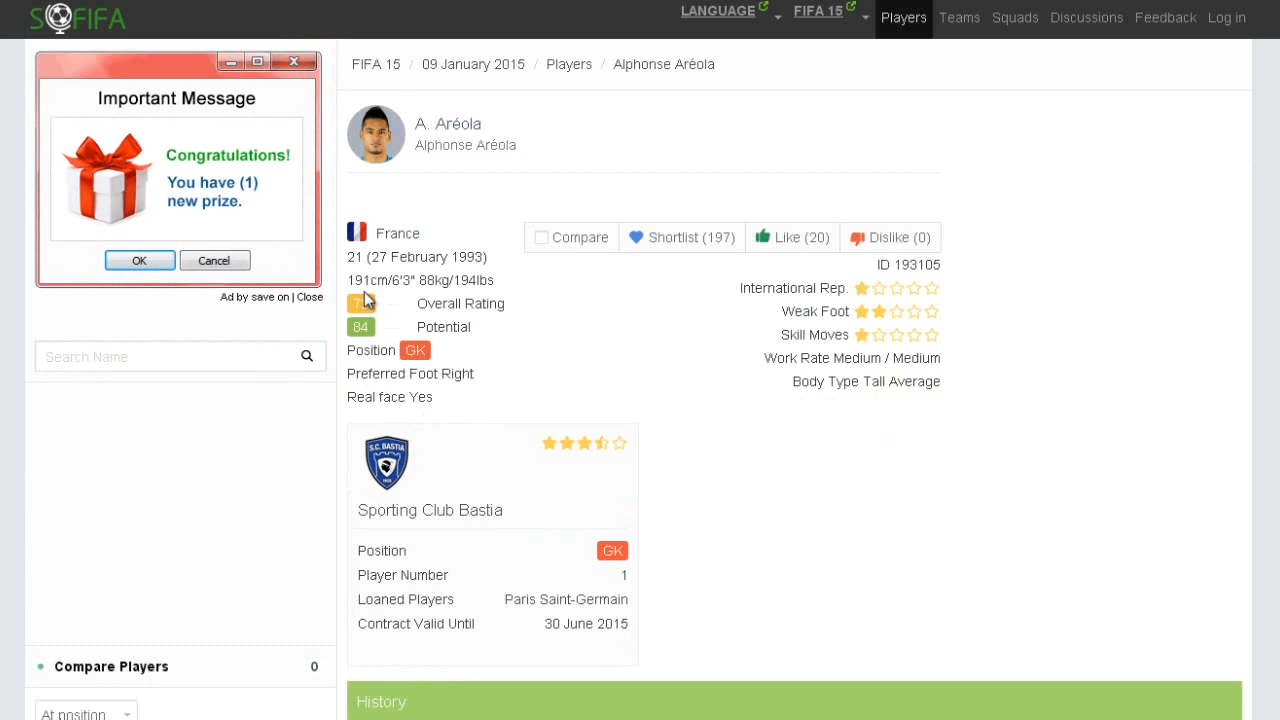 SOFIFA
LANGUAGE FIFA 15 Players Teams Squads Discussions Feedback Log in
Important Message
Congratulations!
You have (1)
new prize.
OK Cancel
Ad by save on | Close
Search Name
Compare Players 0
At position
FIFA 15 / 09 January 2015 / Players / Alphonse Aréola
A. Aréola
Alphonse Aréola
France
21 (27 February 1993)
191cm/6'3" 88kg/194lbs
Overall Rating
84 Potential
Position GK
Preferred Foot Right
Real face Yes
Compare Shortlist (197) Like (20) Dislike (0)
ID 193105
International Rep.
Weak Foot
Skill Moves
Work Rate Medium / Medium
Body Type Tall Average
S.C. BASTIA
Sporting Club Bastia
Position GK
Player Number 1
Loaned Players Paris Saint-Germain
Contract Valid Until 30 June 2015
History